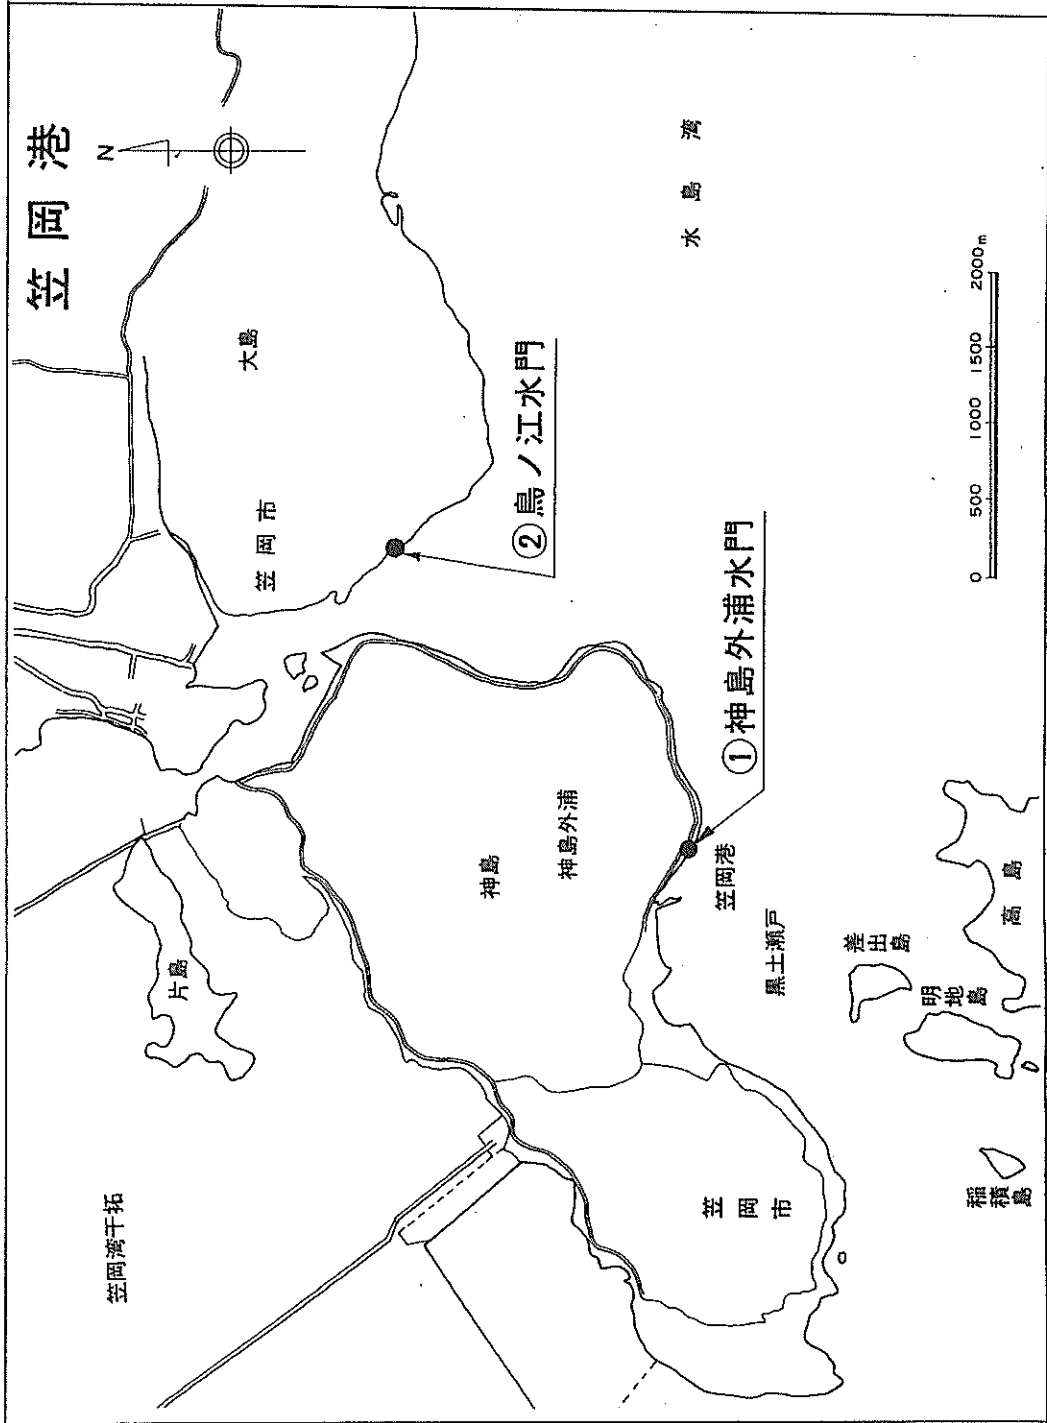 笠岡港
N
笠岡湾干拓
片島
大島
笠岡市
神島
②鳥ノ江水門
神島外浦
水島湾
笠岡市
笠岡港
①神島外浦水門
黒土瀬戸
差出島
明地島
稲積島
高島
0 500 1000 1500 2000m